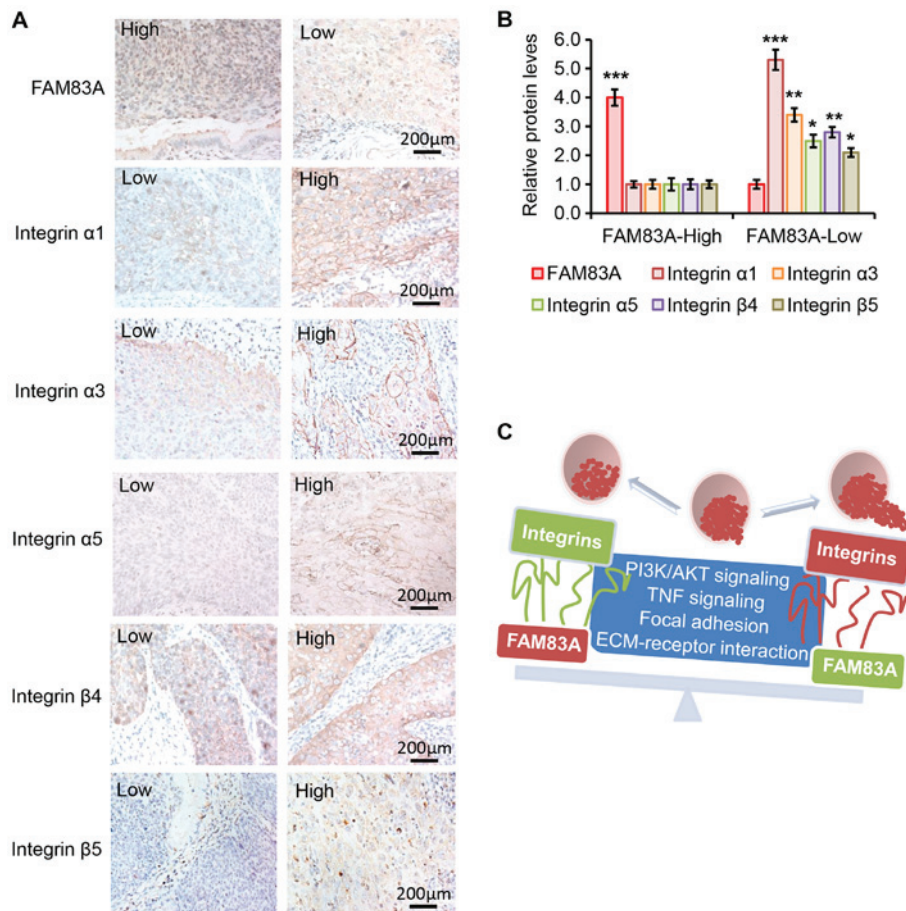 A
FAM83A
High
Low
200μm
Integrin α1
Low
High
200μm
Integrin α3
Low
High
200μm
Integrin α5
Low
High
200μm
Integrin β4
Low
High
200μm
Integrin β5
Low
High
200μm
B
Relative protein leves
6.0
5.0
4.0
3.0
2.0
1.0
0.0
***
***
**
*
**
*
FAM83A-High
FAM83A-Low
FAM83A
Integrin α1
Integrin α3
Integrin α5
Integrin β4
Integrin β5
C
Integrins
Integrins
PI3K/AKT signaling
TNF signaling
Focal adhesion
ECM-receptor interaction
FAM83A
FAM83A